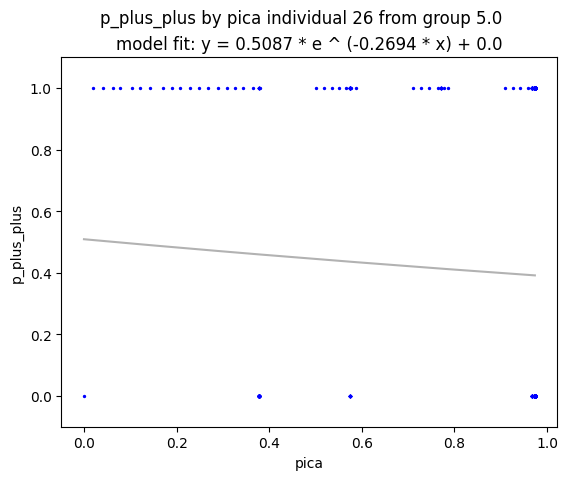 p_plus_plus by pica individual 26 from group 5.0
model fit: y = 0.5087 * e ^ (-0.2694 * x) + 0.0
1.0
0.8
0.6
0.4
0.2
0.0
p_plus_plus
0.0 0.2 0.4 0.6 0.8 1.0
pica